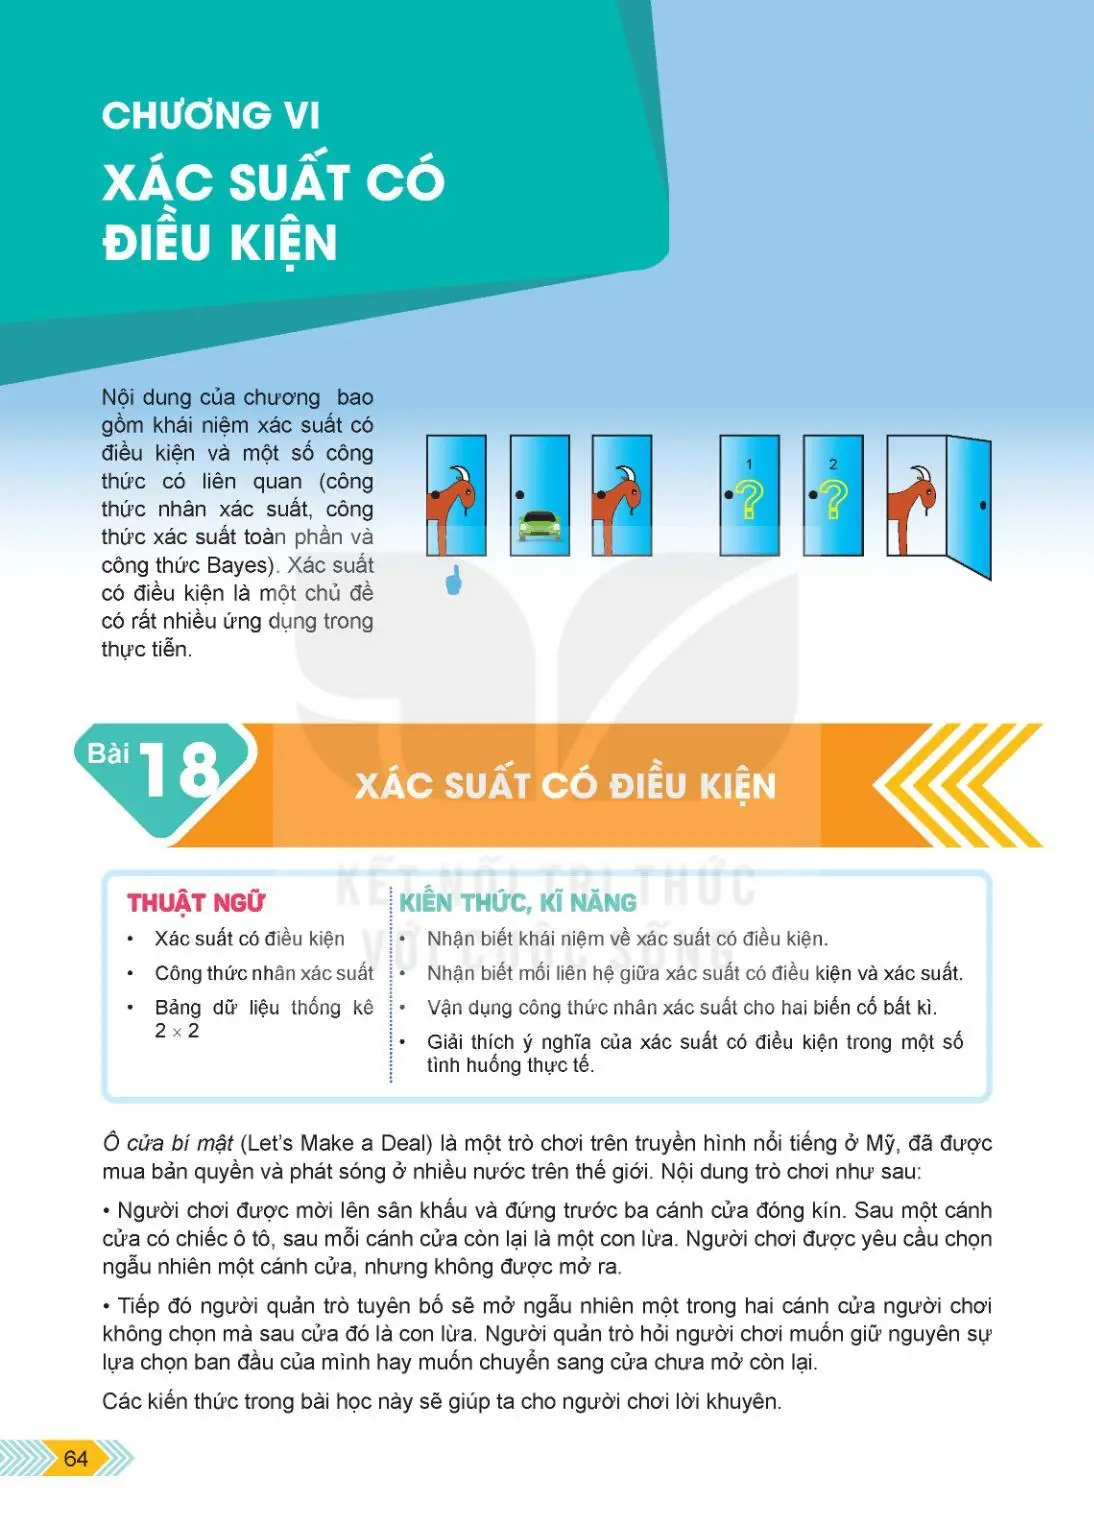 CHƯƠNG VI
XÁC SUẤT CÓ
ĐIỀU KIỆN
Nội dung của chương bao
gồm khái niệm xác suất có
điều kiện và một số công
thức có liên quan (công
thức nhân xác suất, công
thức xác suất toàn phần và
công thức Bayes). Xác suất
có điều kiện là một chủ đề
có rất nhiều ứng dụng trong
thực tiễn.
1
?
2
?
Bài 18
XÁC SUẤT CÓ ĐIỀU KIỆN
KẾT NỐI TRI THỨC
VỚI CUỘC SỐNG
THUẬT NGỮ
• Xác suất có điều kiện
• Công thức nhân xác suất
• Bảng dữ liệu thống kê
2 × 2
KIẾN THỨC, KĨ NĂNG
• Nhận biết khái niệm về xác suất có điều kiện.
• Nhận biết mối liên hệ giữa xác suất có điều kiện và xác suất.
• Vận dụng công thức nhân xác suất cho hai biến cố bất kì.
• Giải thích ý nghĩa của xác suất có điều kiện trong một số
tình huống thực tế.
Ô cửa bí mật (Let's Make a Deal) là một trò chơi trên truyền hình nổi tiếng ở Mỹ, đã được
mua bản quyền và phát sóng ở nhiều nước trên thế giới. Nội dung trò chơi như sau:
• Người chơi được mời lên sân khấu và đứng trước ba cánh cửa đóng kín. Sau một cánh
cửa có chiếc ô tô, sau mỗi cánh cửa còn lại là một con lừa. Người chơi được yêu cầu chọn
ngẫu nhiên một cánh cửa, nhưng không được mở ra.
• Tiếp đó người quản trò tuyên bố sẽ mở ngẫu nhiên một trong hai cánh cửa người chơi
không chọn mà sau cửa đó là con lừa. Người quản trò hỏi người chơi muốn giữ nguyên sự
lựa chọn ban đầu của mình hay muốn chuyển sang cửa chưa mở còn lại.
Các kiến thức trong bài học này sẽ giúp ta cho người chơi lời khuyên.
64